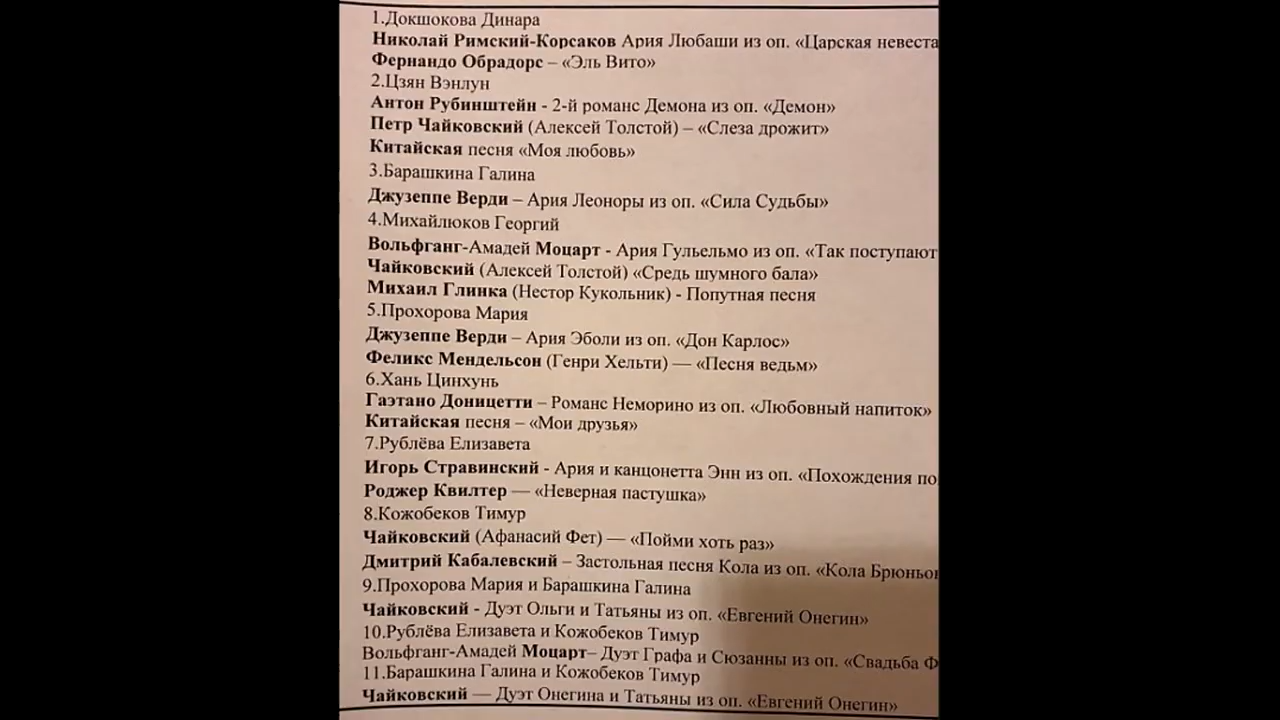 1.Докшокова Динара
Николай Римский-Корсаков Ария Любаши из оп. «Царская невеста
Фернандо Обрадорс – «Эль Вито»
2.Цзян Вэнлун
Антон Рубинштейн - 2-й романс Демона из оп. «Демон»
Петр Чайковский (Алексей Толстой) – «Слеза дрожит»
Китайская песня «Моя любовь»
3.Барашкина Галина
Джузеппе Верди – Ария Леоноры из оп. «Сила Судьбы»
4.Михайлюков Георгий
Вольфганг-Амадей Моцарт - Ария Гульельмо из оп. «Так поступают
Чайковский (Алексей Толстой) «Средь шумного бала»
Михаил Глинка (Нестор Кукольник) - Попутная песня
5.Прохорова Мария
Джузеппе Верди – Ария Эболи из оп. «Дон Карлос»
Феликс Мендельсон (Генри Хельти) — «Песня ведьм»
6.Хань Цинхунь
Гаэтано Доницетти – Романс Неморино из оп. «Любовный напиток»
Китайская песня – «Мои друзья»
7.Рублёва Елизавета
Игорь Стравинский - Ария и канцонетта Энн из оп. «Похождения по
Роджер Квилтер — «Неверная пастушка»
8.Кожобеков Тимур
Чайковский (Афанасий Фет) — «Пойми хоть раз»
Дмитрий Кабалевский – Застольная песня Кола из оп. «Кола Брюньон
9.Прохорова Мария и Барашкина Галина
Чайковский - Дуэт Ольги и Татьяны из оп. «Евгений Онегин»
10.Рублёва Елизавета и Кожобеков Тимур
Вольфганг-Амадей Моцарт– Дуэт Графа и Сюзанны из оп. «Свадьба Ф
11.Барашкина Галина и Кожобеков Тимур
Чайковский — Дуэт Онегина и Татьяны из оп. «Евгений Онегин»